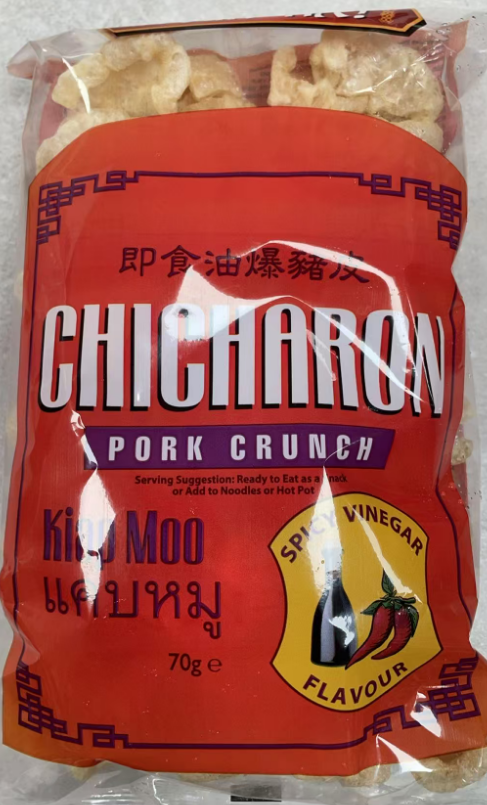 即食油爆豬皮
CHICHARON
PORK CRUNCH
Serving Suggestion: Ready to Eat as a Snack
or Add to Noodles or Hot Pot
Kiap Moo
แคบหมู
SPICY VINEGAR
FLAVOUR
70g e